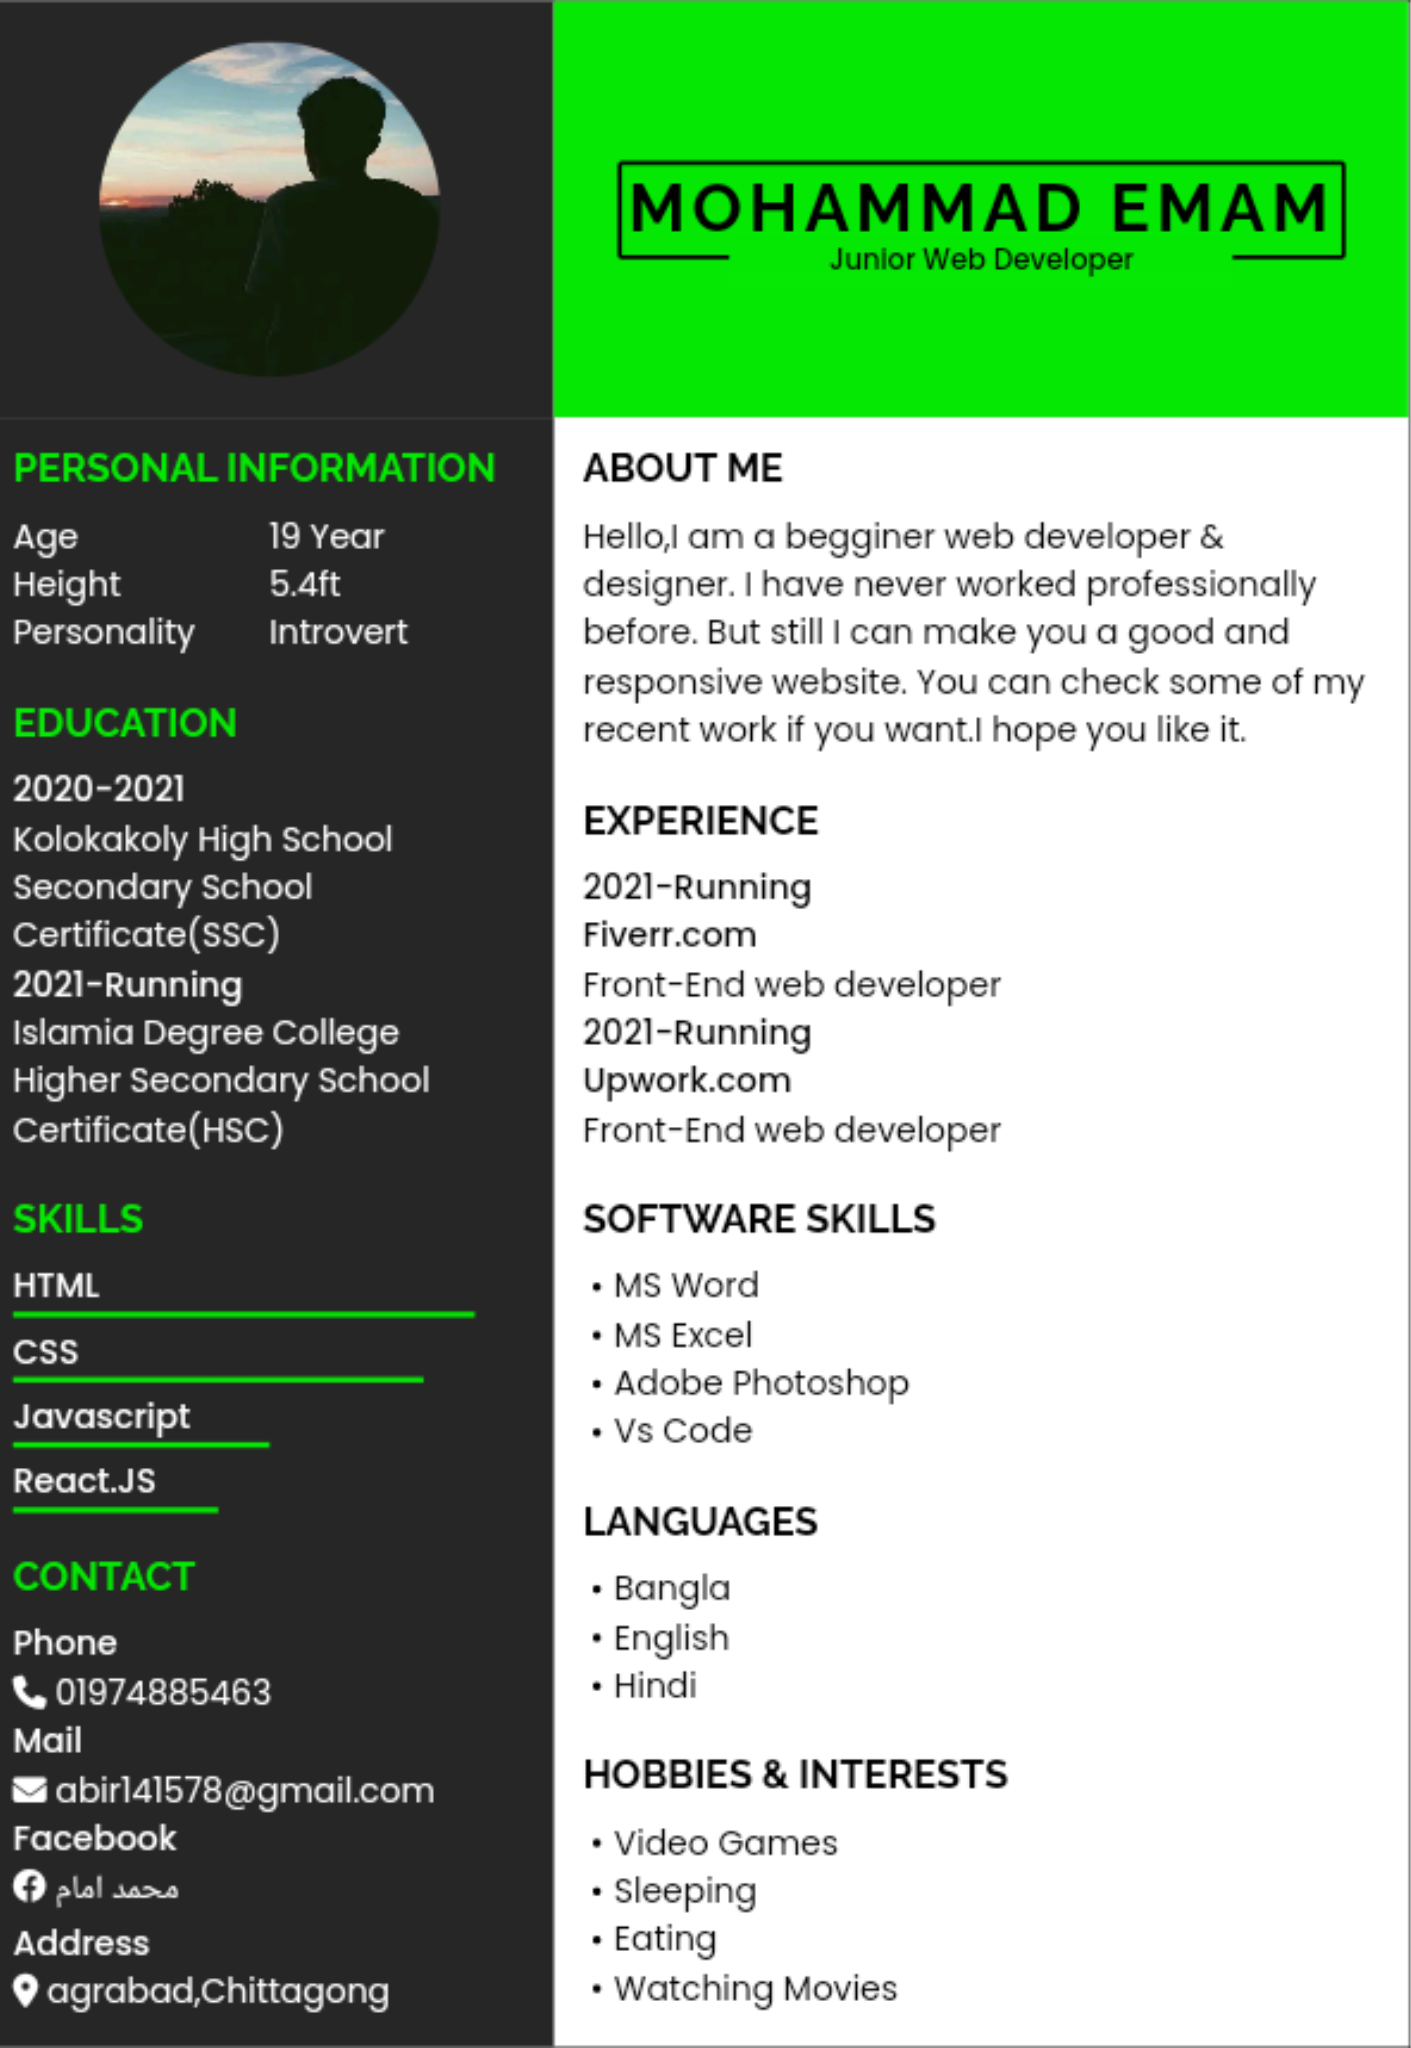 MOHAMMAD EMAM
Junior Web Developer
PERSONAL INFORMATION
Age 19 Year
Height 5.4ft
Personality Introvert
EDUCATION
2020-2021
Kolokakoly High School
Secondary School
Certificate(SSC)
2021-Running
Islamia Degree College
Higher Secondary School
Certificate(HSC)
SKILLS
HTML
CSS
Javascript
React.JS
CONTACT
Phone
01974885463
Mail
abir141578@gmail.com
Facebook
محمد امام
Address
agrabad,Chittagong
ABOUT ME
Hello,I am a begginer web developer &
designer. I have never worked professionally
before. But still I can make you a good and
responsive website. You can check some of my
recent work if you want.I hope you like it.
EXPERIENCE
2021-Running
Fiverr.com
Front-End web developer
2021-Running
Upwork.com
Front-End web developer
SOFTWARE SKILLS
• MS Word
• MS Excel
• Adobe Photoshop
• Vs Code
LANGUAGES
• Bangla
• English
• Hindi
HOBBIES & INTERESTS
• Video Games
• Sleeping
• Eating
• Watching Movies